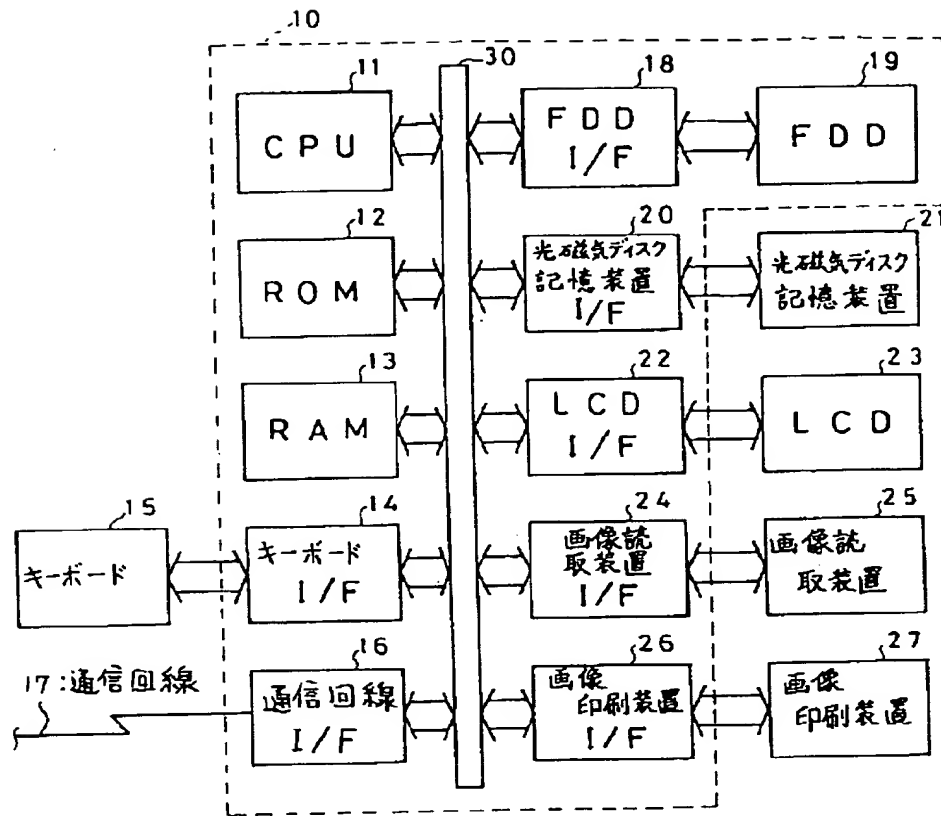 10
30
11
CPU
18
FDD
I/F
19
FDD
12
ROM
20
光磁気ディスク
記憶装置
I/F
21
光磁気ディスク
記憶装置
13
RAM
22
LCD
I/F
23
LCD
15
キーボード
14
キーボード
I/F
24
画像読
取装置
I/F
25
画像読
取装置
17:通信回線
16
通信回線
I/F
26
画像
印刷装置
I/F
27
画像
印刷装置